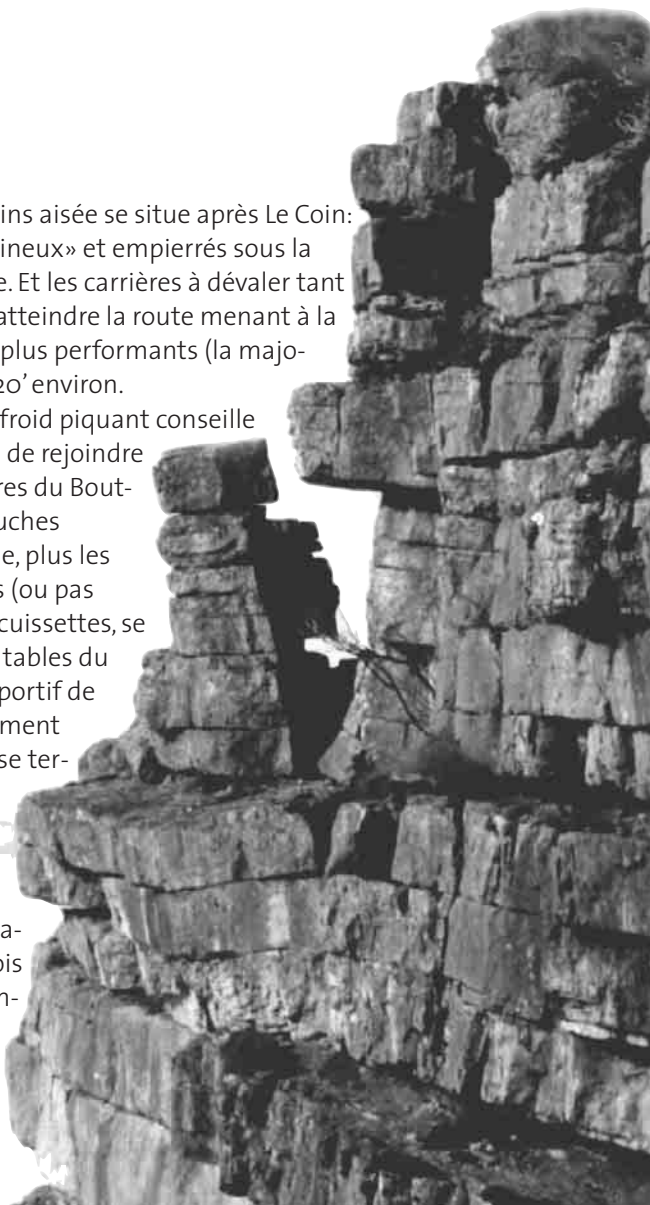 ins aisée se situe après Le Coin:
ineux» et empierrés sous la
e. Et les carrières à dévaler tant
atteindre la route menant à la
plus performants (la majo-
20’ environ.
froid piquant conseille
de rejoindre
res du Bout-
uches
e, plus les
s (ou pas
cuissettes, se
tables du
portif de
ment
se ter-
a-
ois
n-